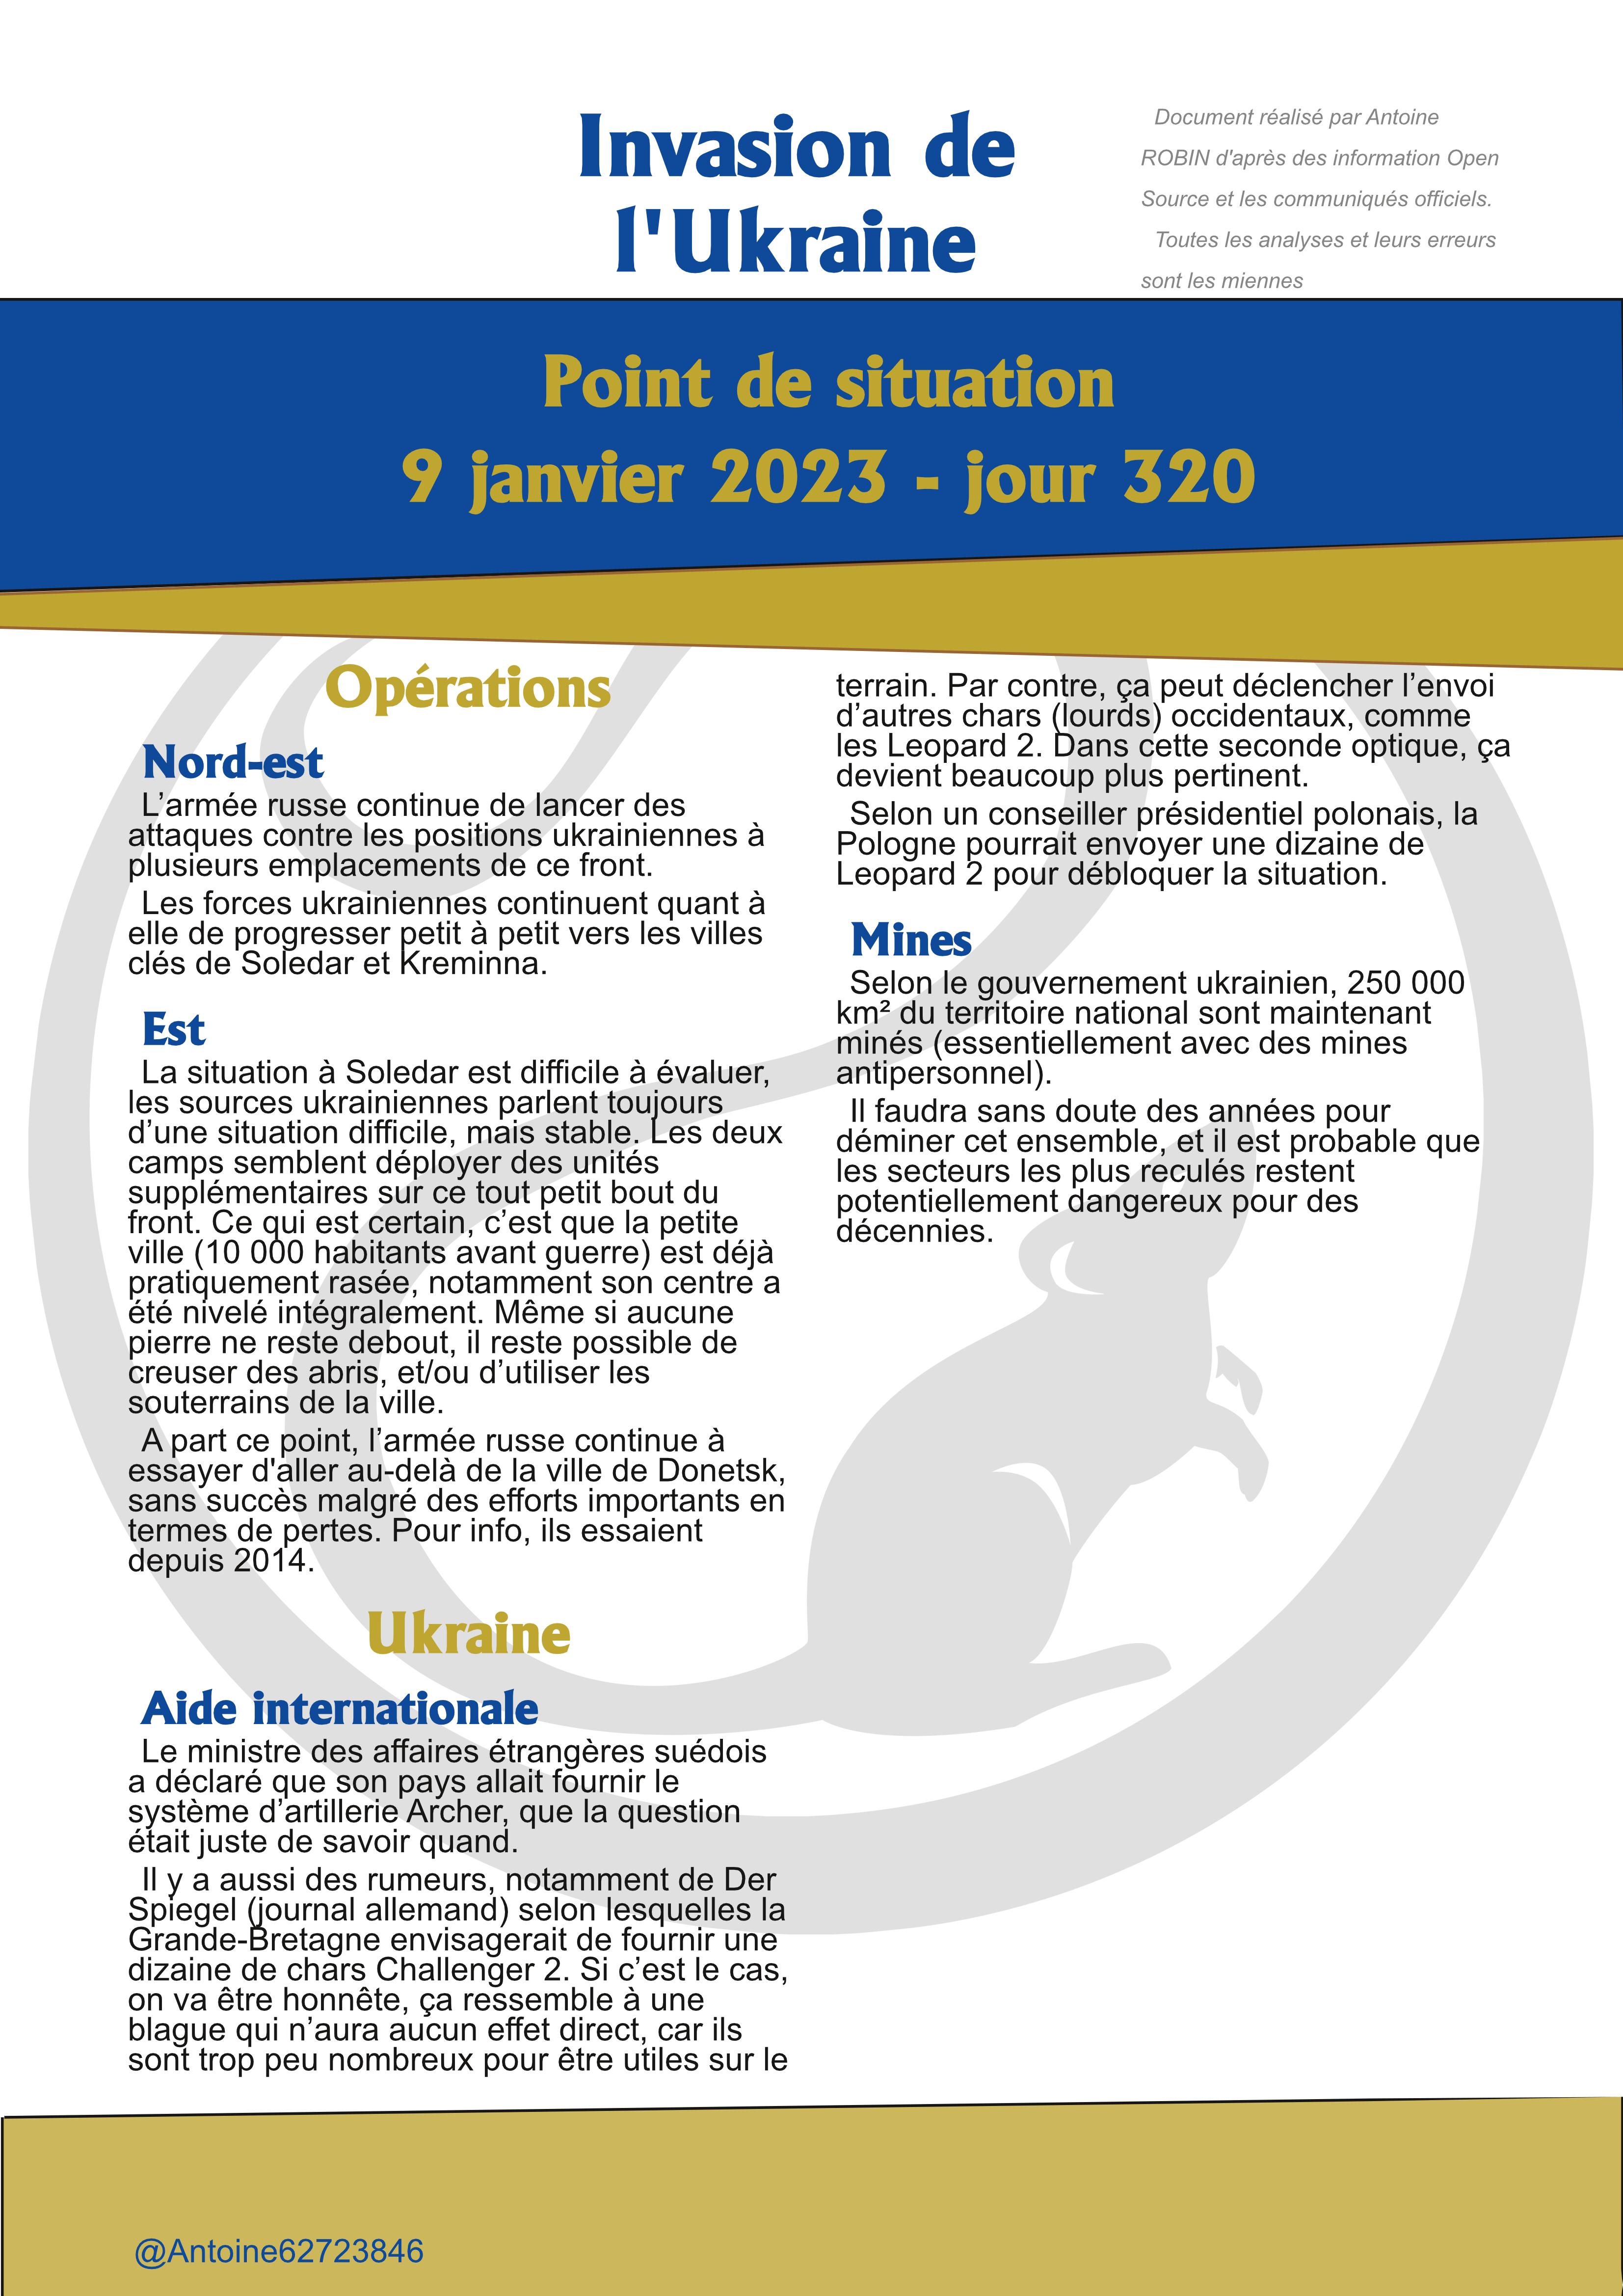 Invasion de
l'Ukraine
Document réalisé par Antoine
ROBIN d'après des information Open
Source et les communiqués officiels.
Toutes les analyses et leurs erreurs
sont les miennes
Point de situation
9 janvier 2023 - jour 320
Opérations
Nord-est
L’armée russe continue de lancer des
attaques contre les positions ukrainiennes à
plusieurs emplacements de ce front.
Les forces ukrainiennes continuent quant à
elle de progresser petit à petit vers les villes
clés de Soledar et Kreminna.
Est
La situation à Soledar est difficile à évaluer,
les sources ukrainiennes parlent toujours
d’une situation difficile, mais stable. Les deux
camps semblent déployer des unités
supplémentaires sur ce tout petit bout du
front. Ce qui est certain, c’est que la petite
ville (10 000 habitants avant guerre) est déjà
pratiquement rasée, notamment son centre a
été nivelé intégralement. Même si aucune
pierre ne reste debout, il reste possible de
creuser des abris, et/ou d’utiliser les
souterrains de la ville.
A part ce point, l’armée russe continue à
essayer d'aller au-delà de la ville de Donetsk,
sans succès malgré des efforts importants en
termes de pertes. Pour info, ils essaient
depuis 2014.
Ukraine
Aide internationale
Le ministre des affaires étrangères suédois
a déclaré que son pays allait fournir le
système d’artillerie Archer, que la question
était juste de savoir quand.
Il y a aussi des rumeurs, notamment de Der
Spiegel (journal allemand) selon lesquelles la
Grande-Bretagne envisagerait de fournir une
dizaine de chars Challenger 2. Si c’est le cas,
on va être honnête, ça ressemble à une
blague qui n’aura aucun effet direct, car ils
sont trop peu nombreux pour être utiles sur le
terrain. Par contre, ça peut déclencher l’envoi
d’autres chars (lourds) occidentaux, comme
les Leopard 2. Dans cette seconde optique, ça
devient beaucoup plus pertinent.
Selon un conseiller présidentiel polonais, la
Pologne pourrait envoyer une dizaine de
Leopard 2 pour débloquer la situation.
Mines
Selon le gouvernement ukrainien, 250 000
km² du territoire national sont maintenant
minés (essentiellement avec des mines
antipersonnel).
Il faudra sans doute des années pour
déminer cet ensemble, et il est probable que
les secteurs les plus reculés restent
potentiellement dangereux pour des
décennies.
@Antoine62723846